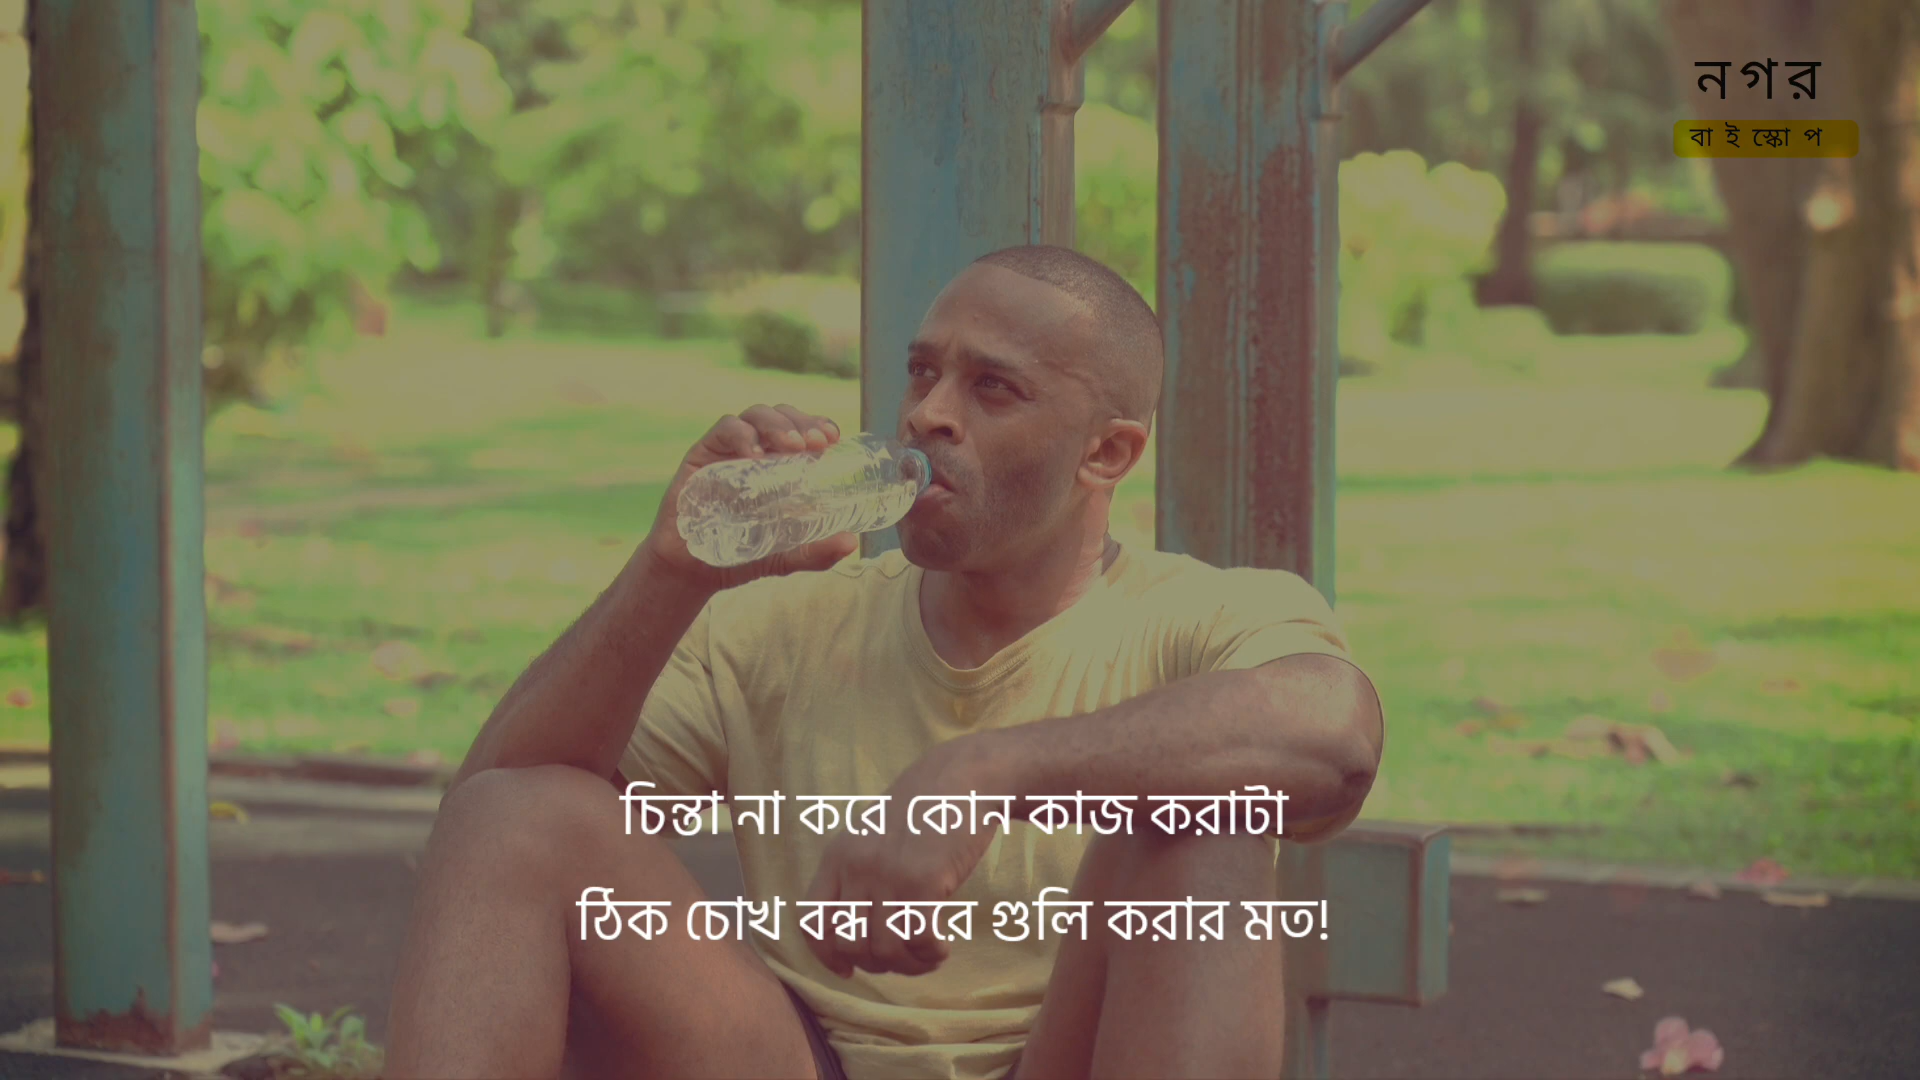 নগর
বাইস্কোপ
চিন্তা না করে কোন কাজ করাটা
ঠিক চোখ বন্ধ করে গুলি করার মত!